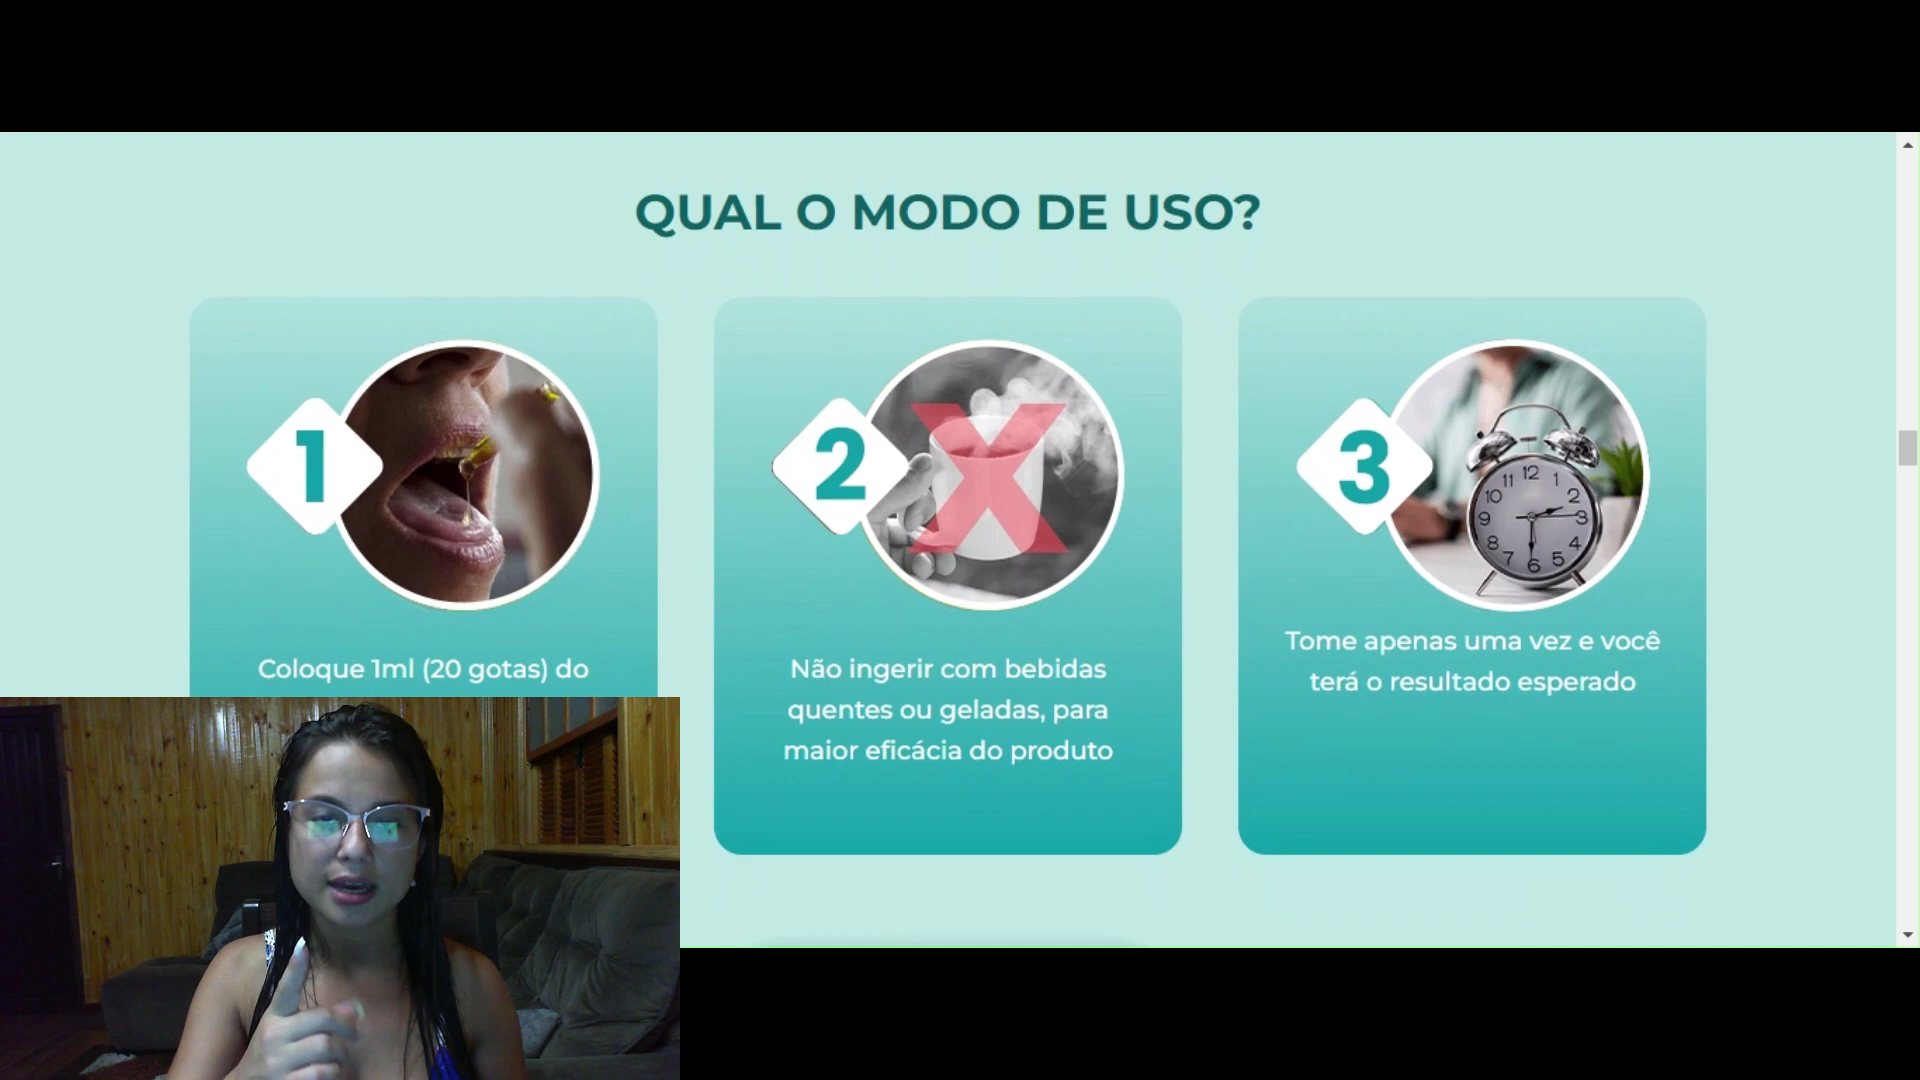 QUAL O MODO DE USO?
1
Coloque 1ml (20 gotas) do
2
Não ingerir com bebidas
quentes ou geladas, para
maior eficácia do produto
3
12
1
2
3
4
5
6
7
8
9
10
11
Tome apenas uma vez e você
terá o resultado esperado